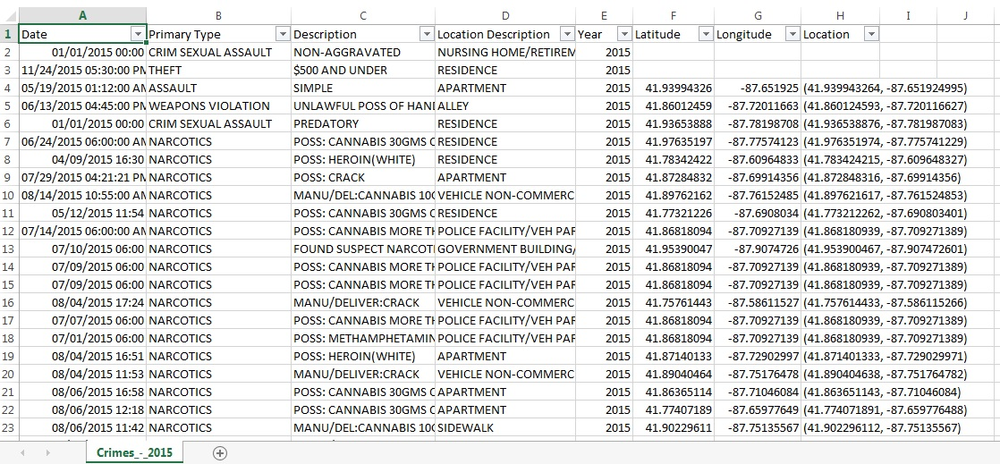 A B C D E F G H I J
1 Date Primary Type Description Location Description Year Latitude Longitude Location
2 01/01/2015 00:00 CRIM SEXUAL ASSAULT NON-AGGRAVATED NURSING HOME/RETIREM 2015
3 11/24/2015 05:30:00 PM THEFT $500 AND UNDER RESIDENCE 2015
4 05/19/2015 01:12:00 AM ASSAULT SIMPLE APARTMENT 2015 41.93994326 -87.651925 (41.939943264, -87.651924995)
5 06/13/2015 04:45:00 PM WEAPONS VIOLATION UNLAWFUL POSS OF HAND ALLEY 2015 41.86012459 -87.72011663 (41.860124593, -87.720116627)
6 01/01/2015 00:00 CRIM SEXUAL ASSAULT PREDATORY RESIDENCE 2015 41.93653888 -87.78198708 (41.936538876, -87.781987083)
7 06/24/2015 06:00:00 AM NARCOTICS POSS: CANNABIS 30GMS O RESIDENCE 2015 41.97635197 -87.77574123 (41.976351974, -87.775741229)
8 04/09/2015 16:30 NARCOTICS POSS: HEROIN(WHITE) RESIDENCE 2015 41.78342422 -87.60964833 (41.783424215, -87.609648327)
9 07/29/2015 04:21:21 PM NARCOTICS POSS: CRACK APARTMENT 2015 41.87284832 -87.69914356 (41.872848316, -87.69914356)
10 08/14/2015 10:55:00 AM NARCOTICS MANU/DEL:CANNABIS 10G VEHICLE NON-COMMERC 2015 41.89762162 -87.76152485 (41.897621617, -87.761524853)
11 05/12/2015 11:54 NARCOTICS POSS: CANNABIS 30GMS O RESIDENCE 2015 41.77321226 -87.6908034 (41.773212262, -87.690803401)
12 07/14/2015 06:00:00 AM NARCOTICS POSS: CANNABIS MORE TH POLICE FACILITY/VEH PAR 2015 41.86818094 -87.70927139 (41.868180939, -87.709271389)
13 07/10/2015 06:00 NARCOTICS FOUND SUSPECT NARCOTI GOVERNMENT BUILDING/ 2015 41.95390047 -87.9074726 (41.953900467, -87.907472601)
14 07/09/2015 06:00 NARCOTICS POSS: CANNABIS MORE TH POLICE FACILITY/VEH PAR 2015 41.86818094 -87.70927139 (41.868180939, -87.709271389)
15 07/09/2015 06:00 NARCOTICS POSS: CANNABIS MORE TH POLICE FACILITY/VEH PAR 2015 41.86818094 -87.70927139 (41.868180939, -87.709271389)
16 08/04/2015 17:24 NARCOTICS MANU/DELIVER:CRACK VEHICLE NON-COMMERC 2015 41.75761443 -87.58611527 (41.757614433, -87.586115266)
17 07/07/2015 06:00 NARCOTICS POSS: CANNABIS MORE TH POLICE FACILITY/VEH PAR 2015 41.86818094 -87.70927139 (41.868180939, -87.709271389)
18 07/01/2015 06:00 NARCOTICS POSS: METHAMPHETAMIN POLICE FACILITY/VEH PAR 2015 41.86818094 -87.70927139 (41.868180939, -87.709271389)
19 08/04/2015 16:51 NARCOTICS POSS: HEROIN(WHITE) APARTMENT 2015 41.87140133 -87.72902997 (41.871401333, -87.729029971)
20 08/04/2015 11:53 NARCOTICS MANU/DELIVER:CRACK VEHICLE NON-COMMERC 2015 41.89040464 -87.75176478 (41.890404638, -87.751764782)
21 08/06/2015 16:58 NARCOTICS POSS: CANNABIS 30GMS O APARTMENT 2015 41.86365114 -87.71046084 (41.863651143, -87.71046084)
22 08/06/2015 12:18 NARCOTICS POSS: CANNABIS 30GMS O APARTMENT 2015 41.77407189 -87.65977649 (41.774071891, -87.659776488)
23 08/06/2015 11:42 NARCOTICS MANU/DEL:CANNABIS 10G SIDEWALK 2015 41.90229611 -87.75135567 (41.902296112, -87.75135567)
Crimes_-_2015